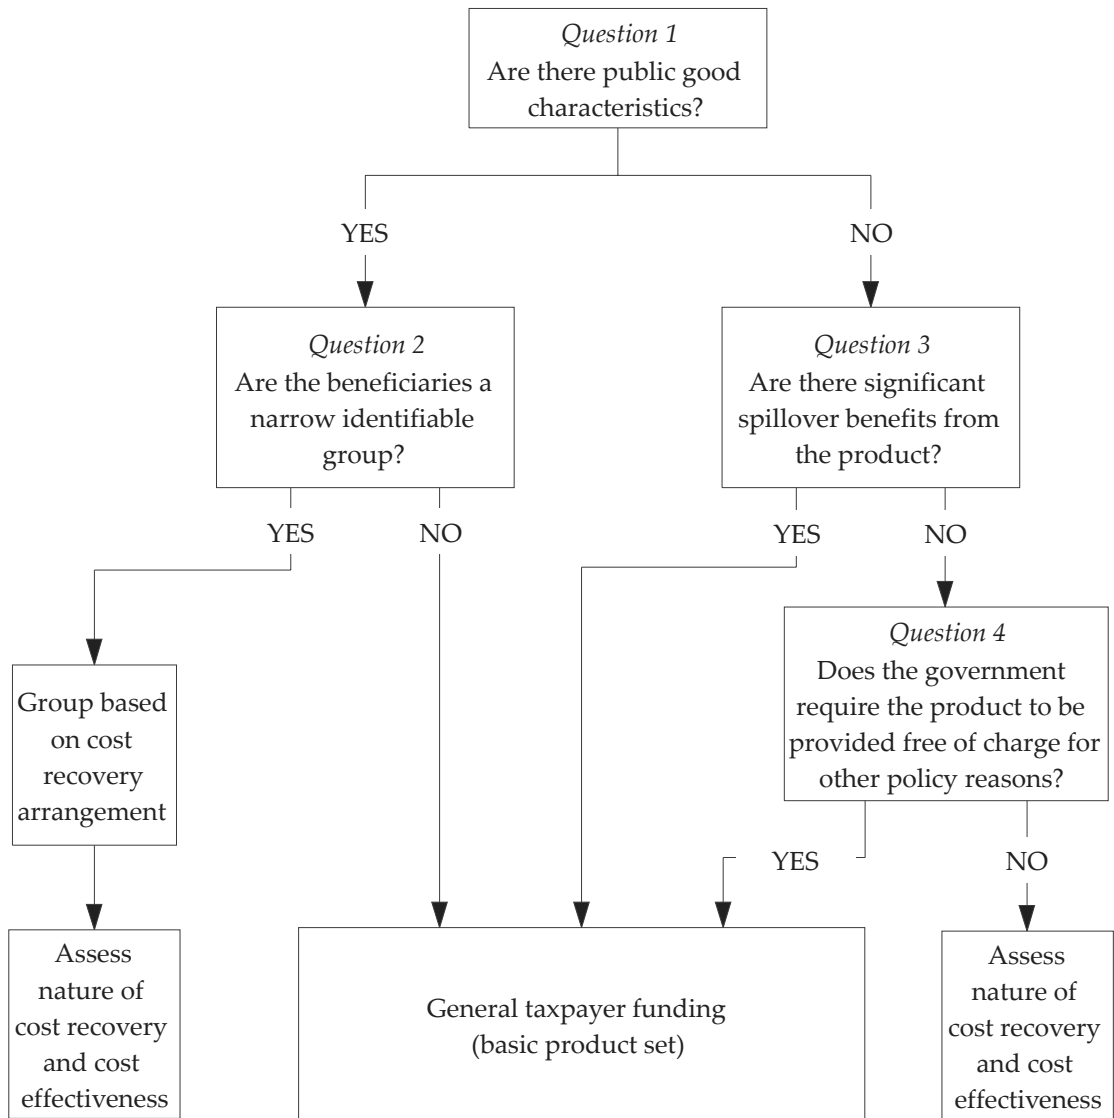 Question 1
Are there public good
characteristics?
YES
NO
Question 2
Are the beneficiaries a
narrow identifiable
group?
Question 3
Are there significant
spillover benefits from
the product?
YES
NO
YES
NO
Question 4
Does the government
require the product to be
provided free of charge for
other policy reasons?
Group based
on cost
recovery
arrangement
YES
NO
Assess
nature of
cost recovery
and cost
effectiveness
General taxpayer funding
(basic product set)
Assess
nature of
cost recovery
and cost
effectiveness